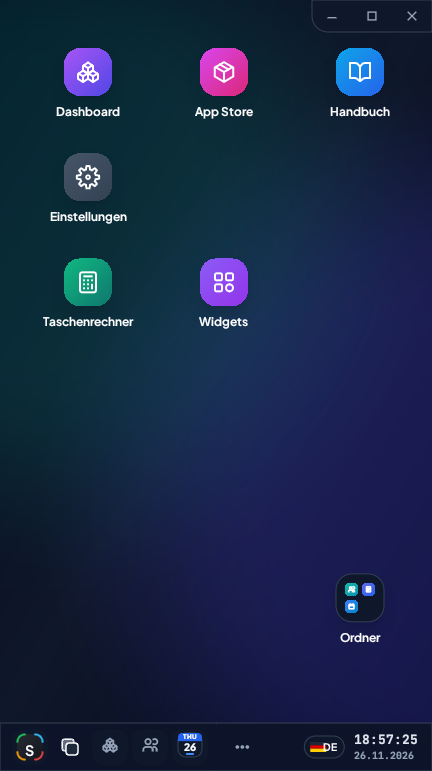 Dashboard
App Store
Handbuch
Einstellungen
Taschenrechner
Widgets
Ordner
S
THU
26
DE
18:57:25
26.11.2026